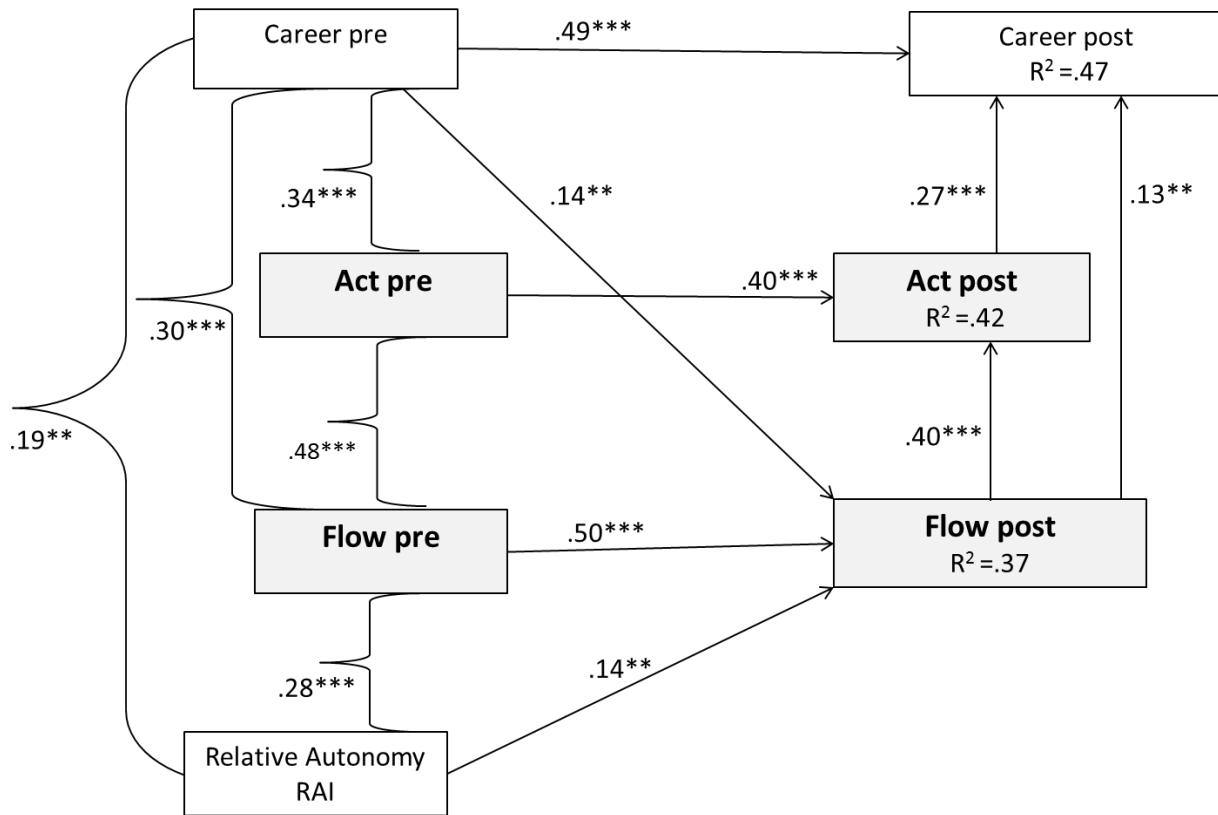 Career pre
.49***
Career post
R² =.47
.34***
.14**
.27***
.13**
Act pre
.40***
Act post
R² =.42
.30***
.19**
.48***
.40***
Flow pre
.50***
Flow post
R² =.37
.28***
.14**
Relative Autonomy
RAI